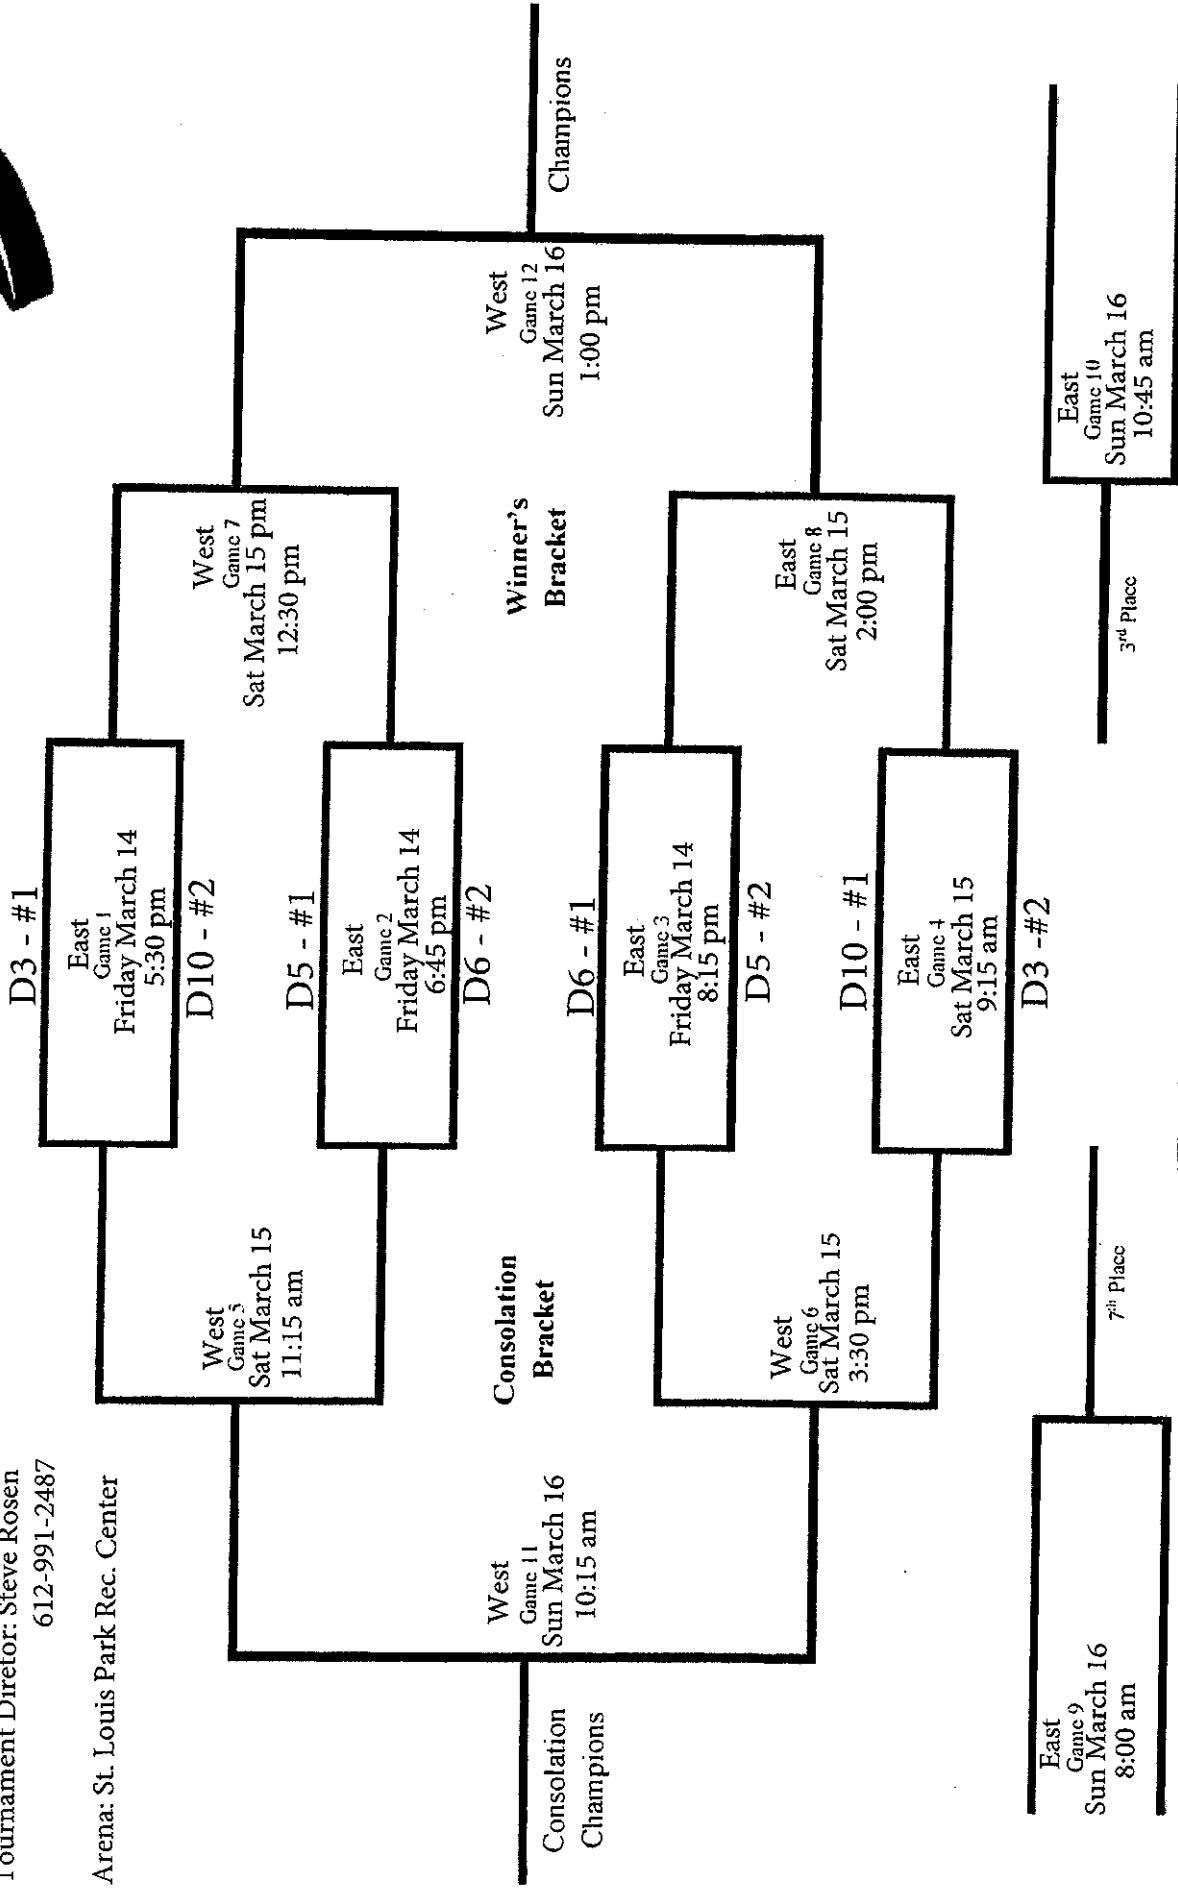 Tournament Diretor: Steve Rosen
612-991-2487
Arena: St. Louis Park Rec. Center
D3 - #1
East
Game 1
Friday March 14
5:30 pm
D10 - #2
D5 - #1
East
Game 2
Friday March 14
6:45 pm
D6 - #2
D6 - #1
East
Game 3
Friday March 14
8:15 pm
D5 - #2
D10 - #1
East
Game 4
Sat March 15
9:15 am
D3 -#2
West
Game 5
Sat March 15
11:15 am
Consolation
Bracket
West
Game 6
Sat March 15
3:30 pm
West
Game 7
Sat March 15 pm
12:30 pm
Winner's
Bracket
East
Game 8
Sat March 15
2:00 pm
West
Game 11
Sun March 16
10:15 am
Consolation
Champions
West
Game 12
Sun March 16
1:00 pm
Champions
East
Game 9
Sun March 16
8:00 am
7th Place
East
Game 10
Sun March 16
10:45 am
3rd Place